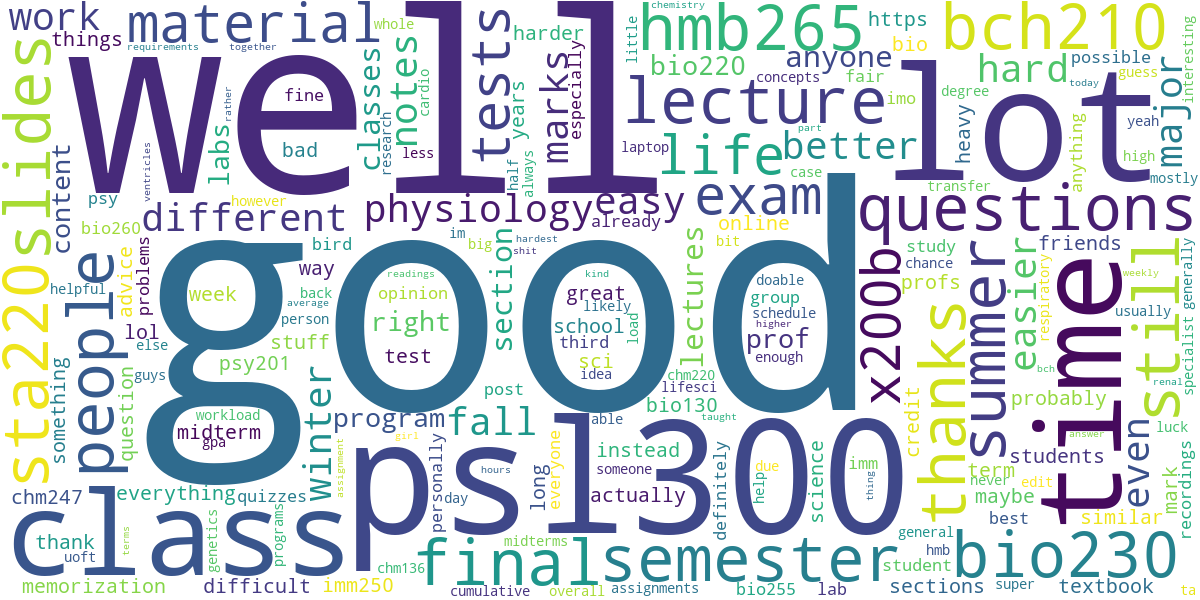 work
material
things
requirements
together
whole
cardio
research
classes
notes
harder
years
tests
marks
especially
little
chemistry
hmb265
https
bio
bch210
interesting
slides
well
fine
rather
labs
bad
less
half
always
bio220
anyone
concepts
fair
imo
hard
degree
possible
guess
today
major
lecture
laptop
part
lot
heavy
anything
yeah
high
mostly
content
psy
ventricles
life
better
case
different
however
physiology
easy
already
exam
online
bit
transfer
questions
bio260
advice
problems
bird
im
big
hardest
shit
section
way
good
readings
opinion
right
test
kind
great
likely
school
third
sci
idea
load
lectures
doable
group
schedule
prof
higher
enough
x200b
study
chance
profs
easier
respiratory
friends
time
still
weekly
usually
generally
specialist
sta220
people
helpful
week
back
average
person
stuff
lol
else
guys
psy201
something
question
workload
midterm
gpa
winter
program
girl
fall
post
chm220
lifesci
bio130
taught
able
thanks
summer
credit
probably
bch
renal
luck
students
answer
term
never
edit
maybe
even
mark
recordings
chm247
everything
quizzes
assignment
psl300
personally
hours
day
long
everyone
instead
someone
actually
definitely
help
due
imm
thing
science
best
similar
class
thank
uoft
terms
genetics
programs
chm136
final
midterms
semester
general
hmb
student
bio230
memorization
difficult
imm250
cumulative
overall
assignments
bio255
lab
sections
super
textbook
ta